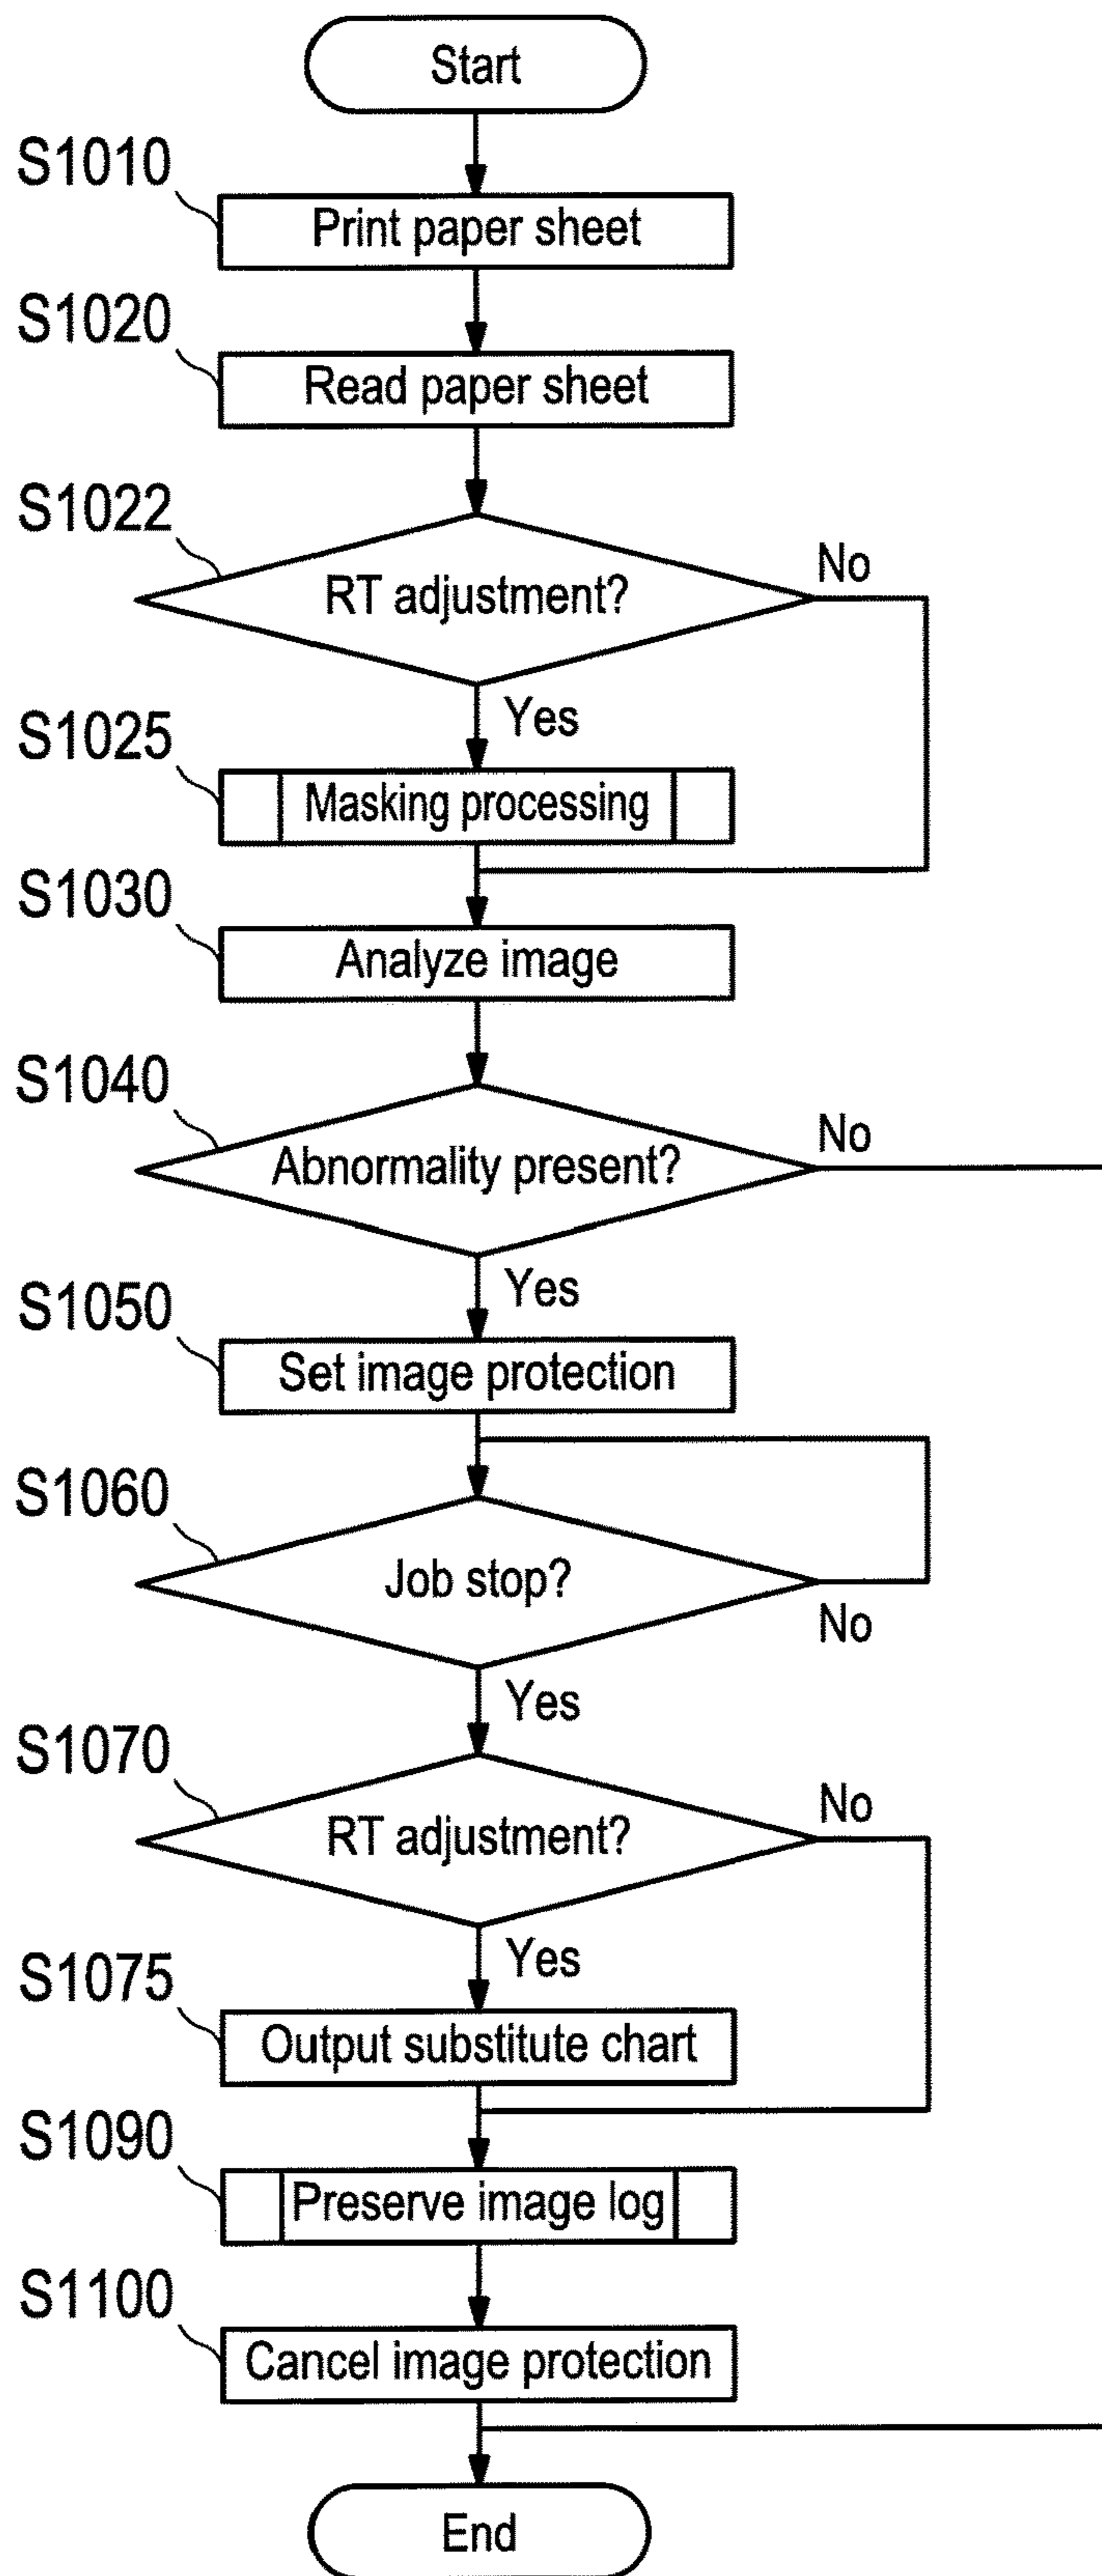 Start
S1010
Print paper sheet
S1020
Read paper sheet
S1022
RT adjustment?
No
Yes
S1025
Masking processing
S1030
Analyze image
S1040
Abnormality present?
No
Yes
S1050
Set image protection
S1060
Job stop?
No
Yes
S1070
RT adjustment?
No
Yes
S1075
Output substitute chart
S1090
Preserve image log
S1100
Cancel image protection
End